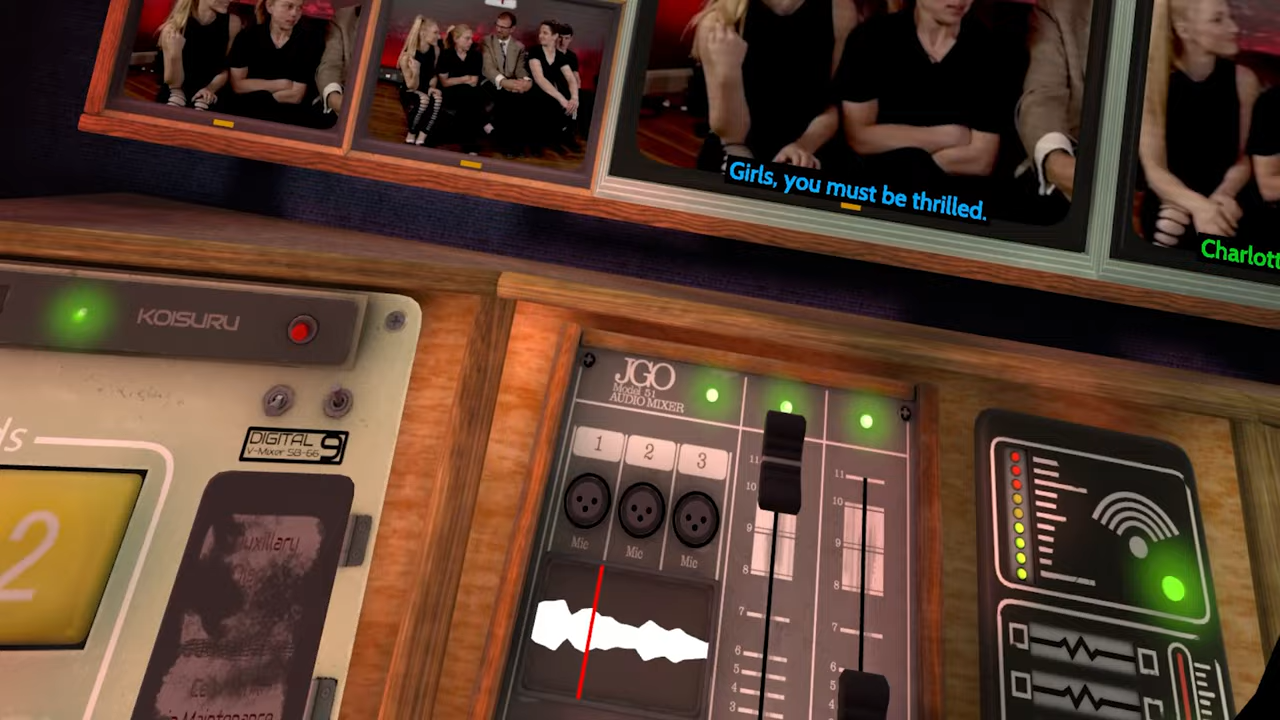 Girls, you must be thrilled.
Charlott
KOISURU
DIGITAL 9
V-Mixer SB-66
ds
2
JGO
Model 51
AUDIO MIXER
1 2 3
Mic Mic Mic
11
10
9
8
7
6
5
4
3
11
10
9
8
7
6
5
4